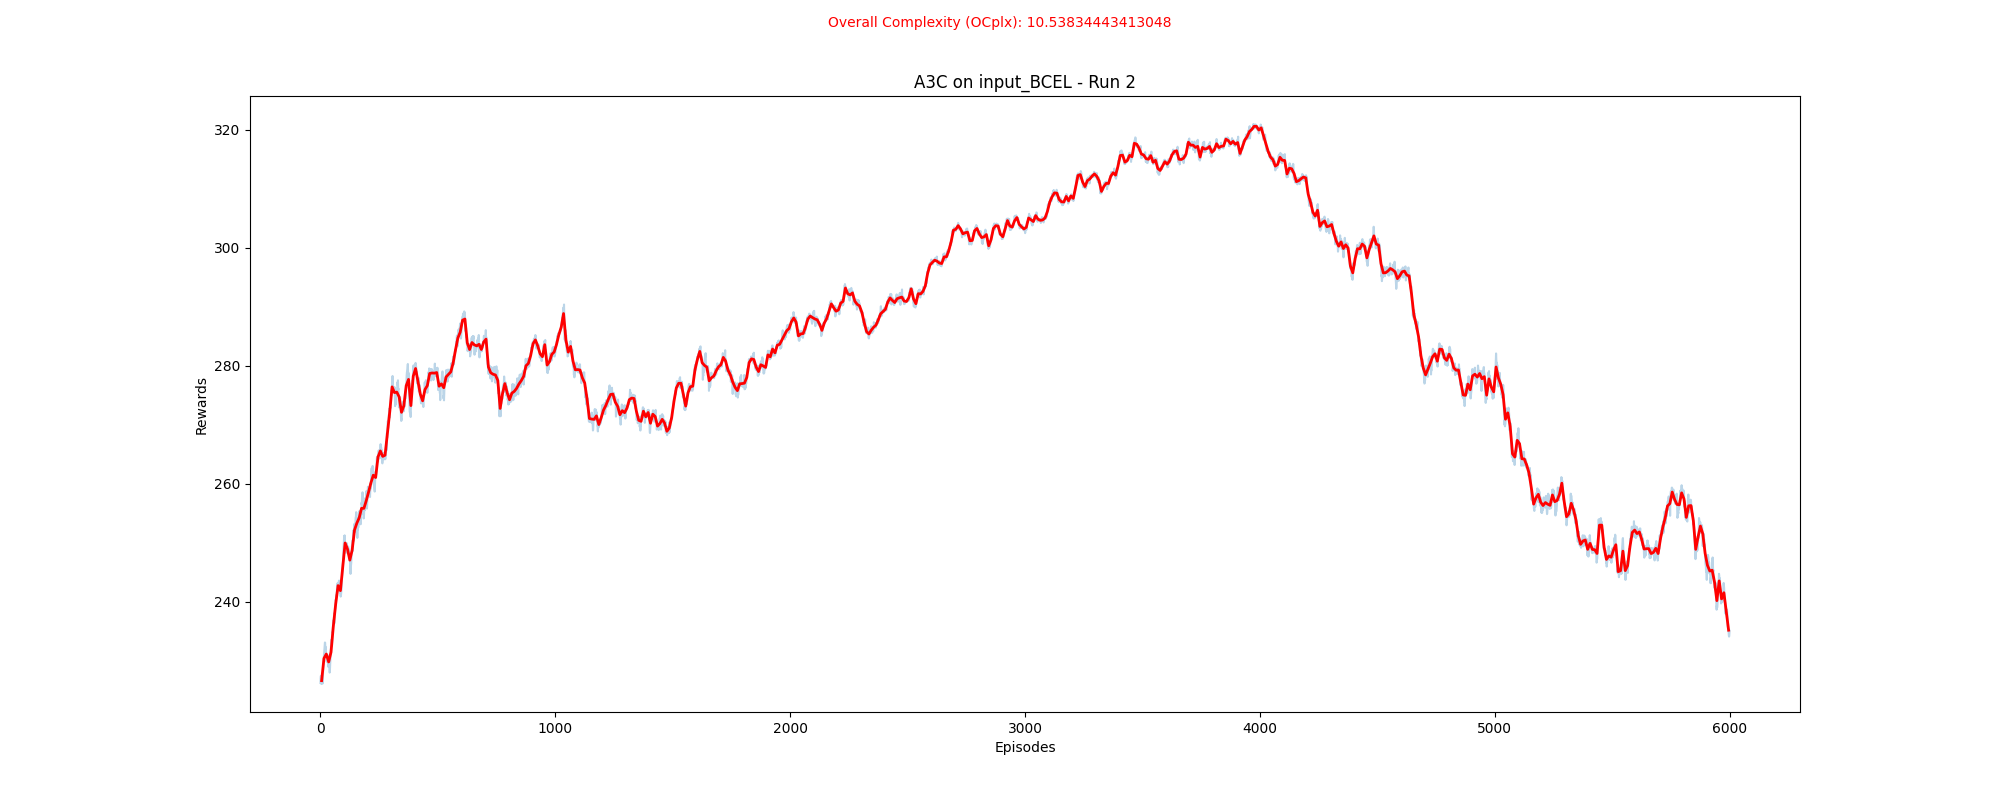 Overall Complexity (OCplx): 10.53834443413048
A3C on input_BCEL - Run 2
320
300
280
260
240
Rewards
0 1000 2000 3000 4000 5000 6000
Episodes